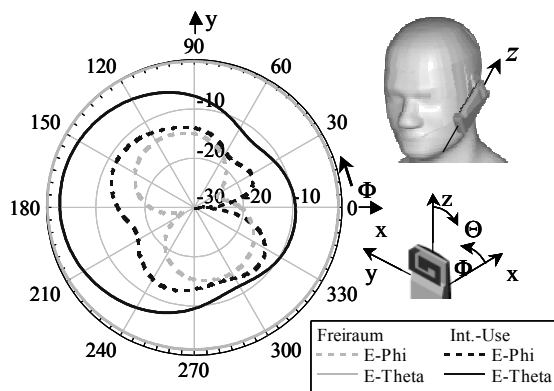 y
90
120
60
z
150
-10
30
-20
Φ
180
-30
-20
-10
0
x
z
Θ
x
y
Φ
x
210
330
240
300
270
Freiraum
Int.-Use
E-Phi
E-Phi
E-Theta
E-Theta